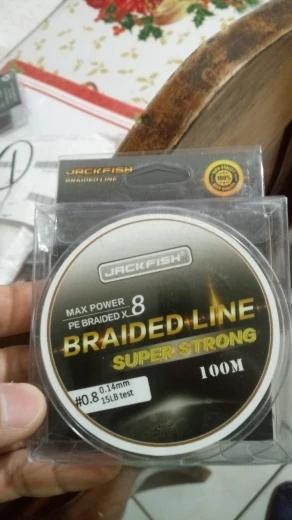 JACKFISH
BRAIDED LINE
100%
JACKFISH
MAX POWER
PE BRAIDED X 8
BRAIDED LINE
SUPER STRONG
100M
#0.8 0.14mm
15LB test